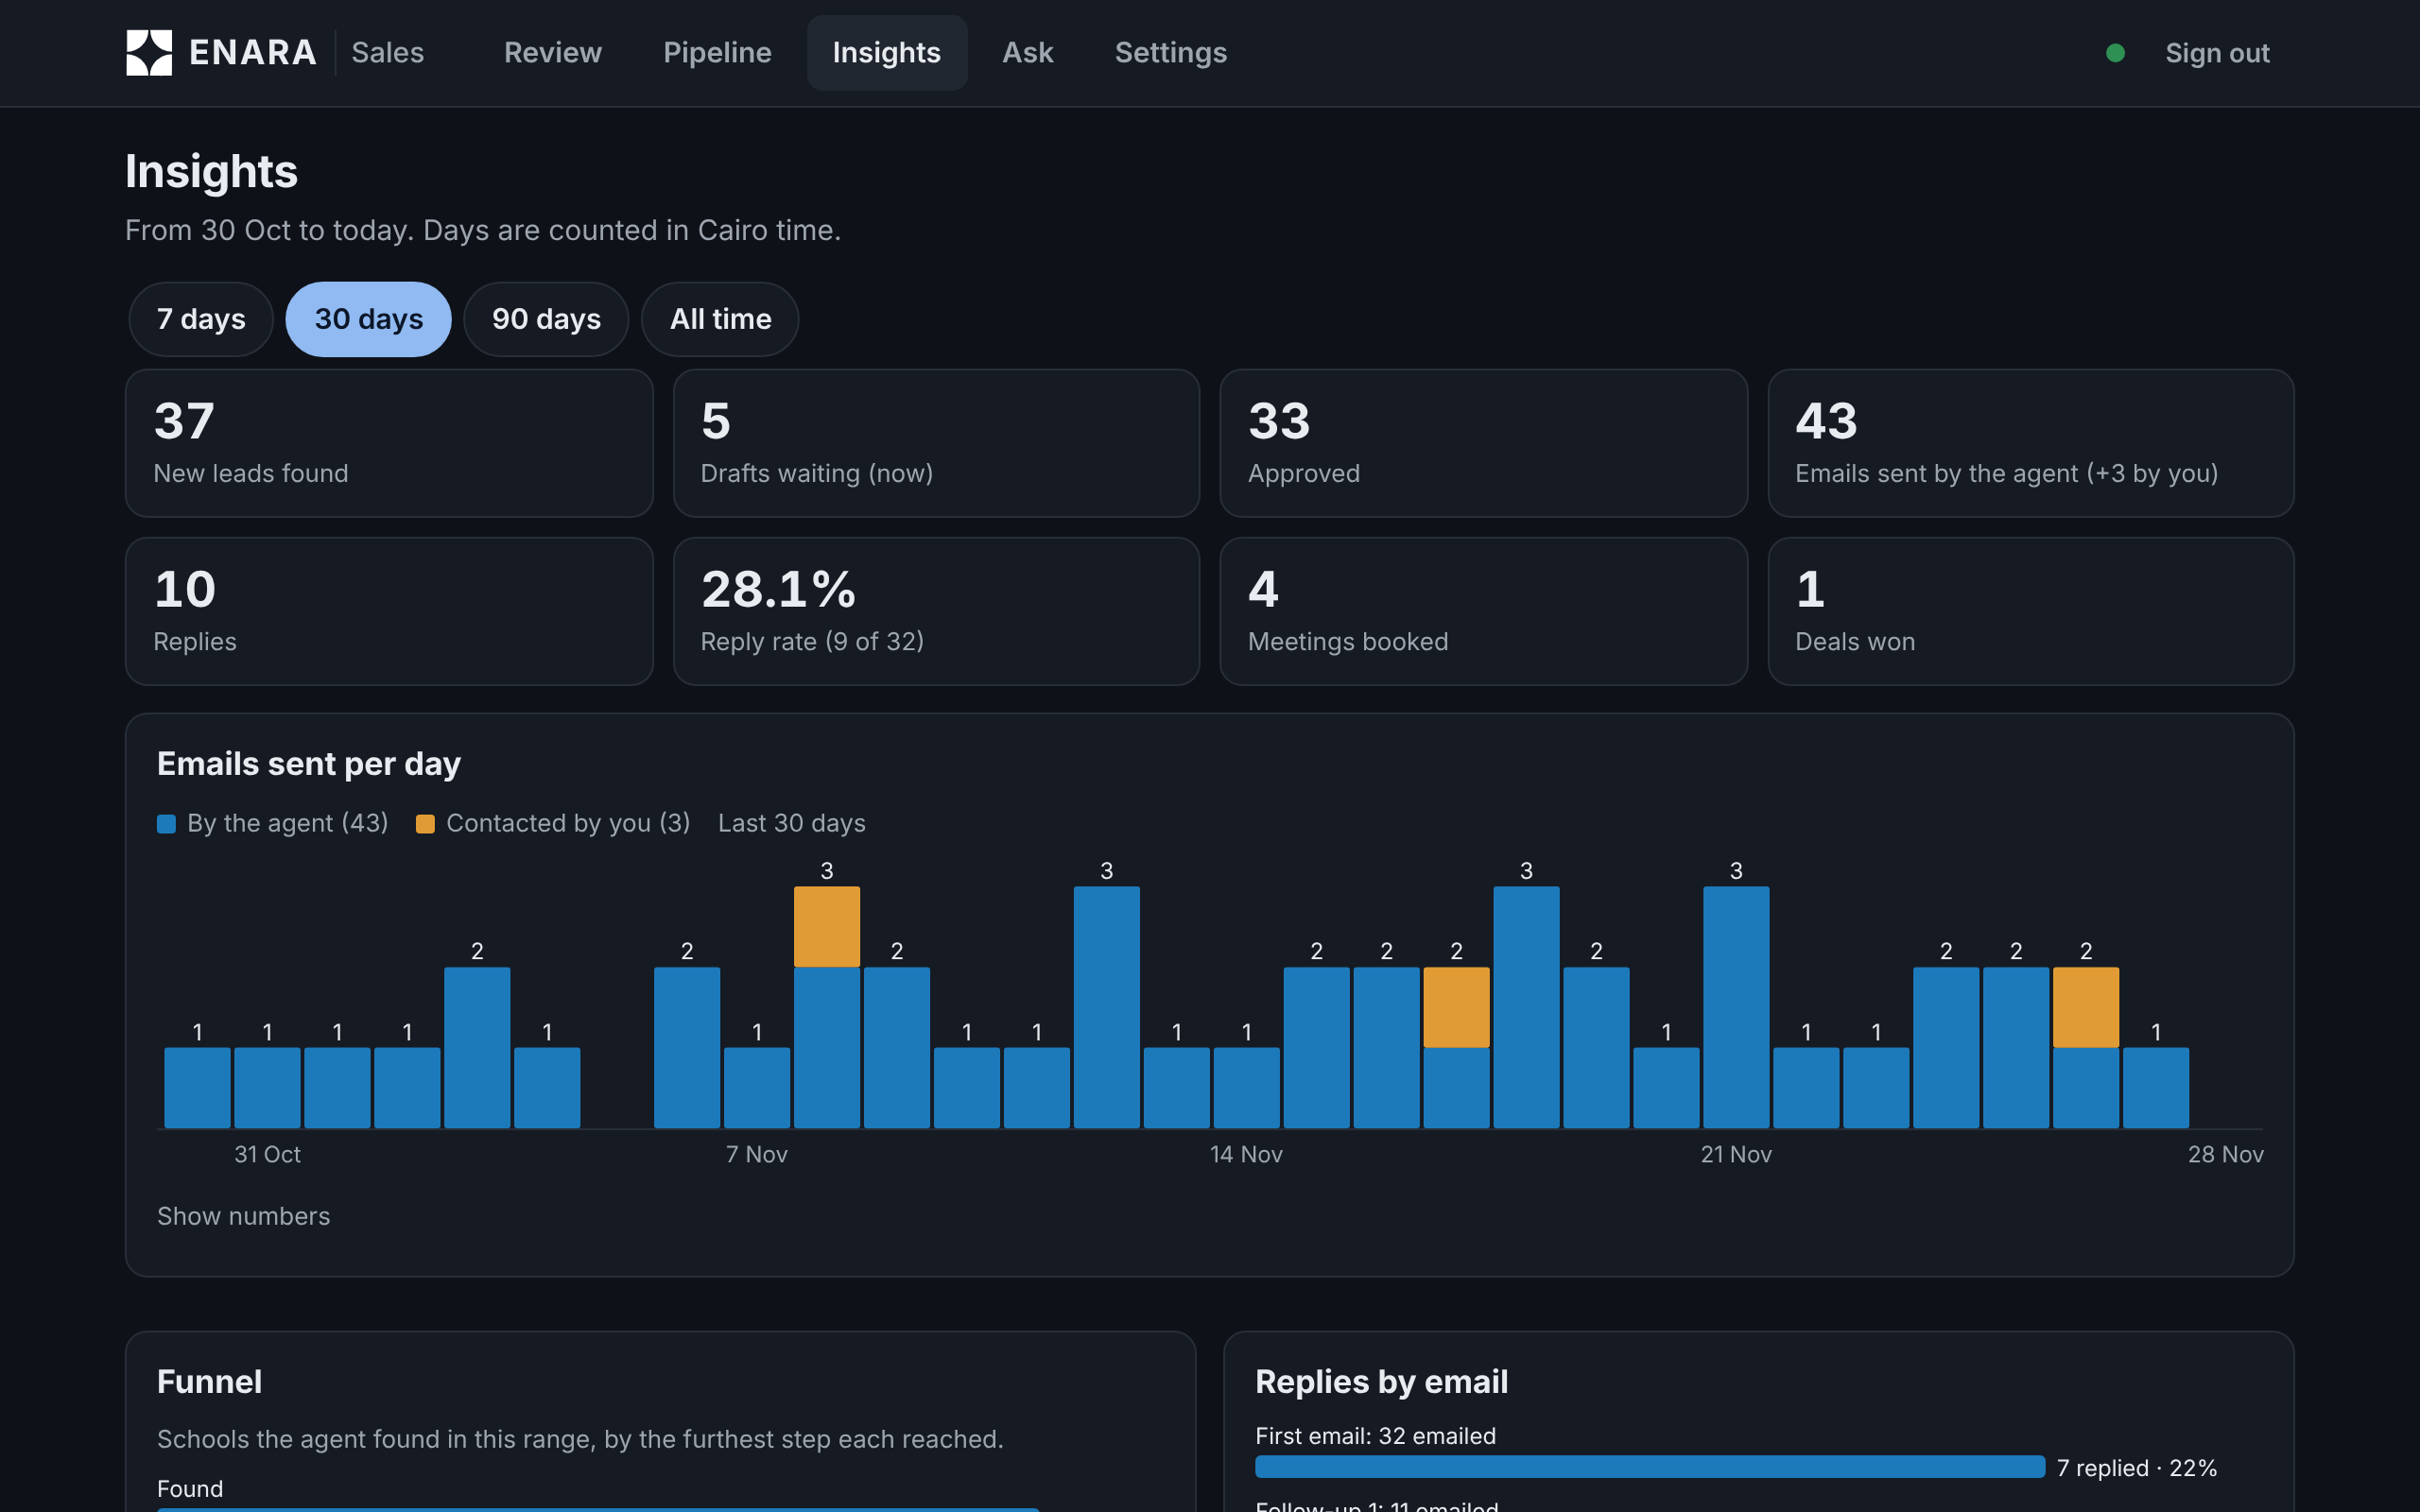 ENARA Sales Review Pipeline Insights Ask Settings Sign out
Insights
From 30 Oct to today. Days are counted in Cairo time.
7 days 30 days 90 days All time
37
New leads found
5
Drafts waiting (now)
33
Approved
43
Emails sent by the agent (+3 by you)
10
Replies
28.1%
Reply rate (9 of 32)
4
Meetings booked
1
Deals won
Emails sent per day
By the agent (43) Contacted by you (3) Last 30 days
1 1 1 1 2 1 2 1 3 2 1 1 3 1 1 2 2 2 3 2 1 3 1 1 2 2 2 1
31 Oct 7 Nov 14 Nov 21 Nov 28 Nov
Show numbers
Funnel
Schools the agent found in this range, by the furthest step each reached.
Found
Replies by email
First email: 32 emailed
7 replied · 22%
Follow-up 1: 11 emailed